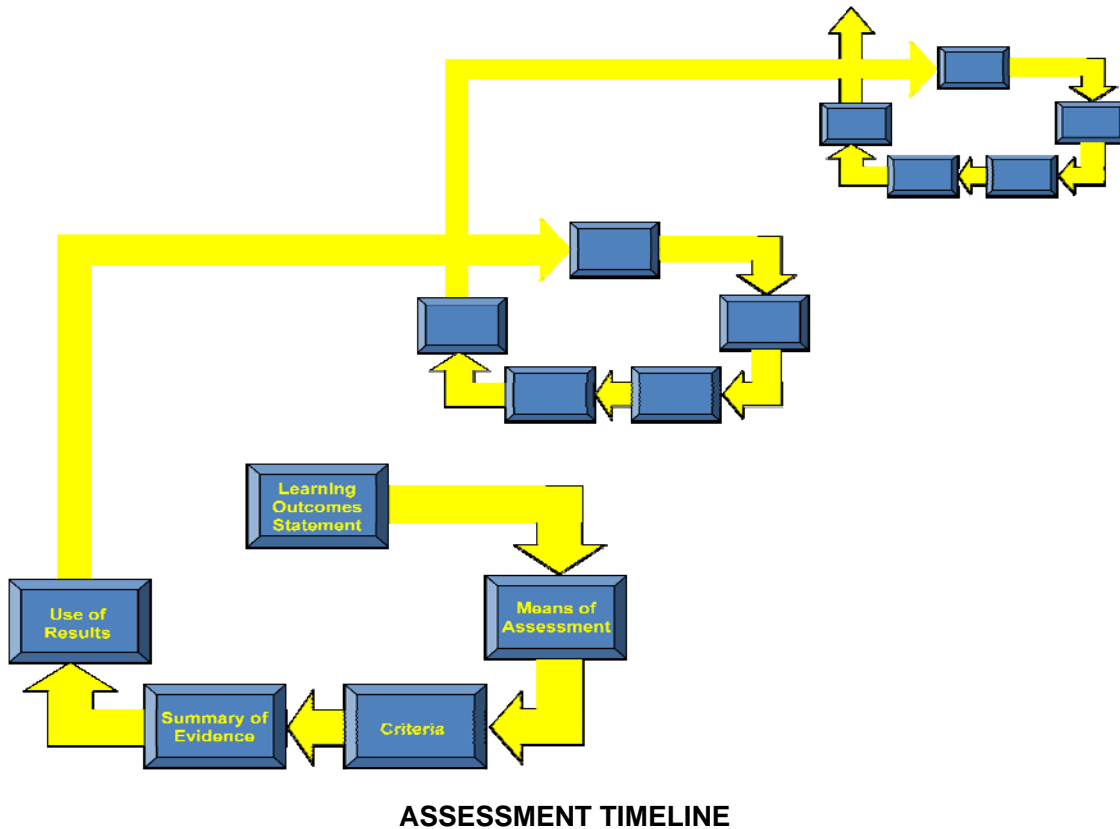 Learning
Outcomes
Statement
Means of
Assessment
Criteria
Summary of
Evidence
Use of
Results
ASSESSMENT TIMELINE